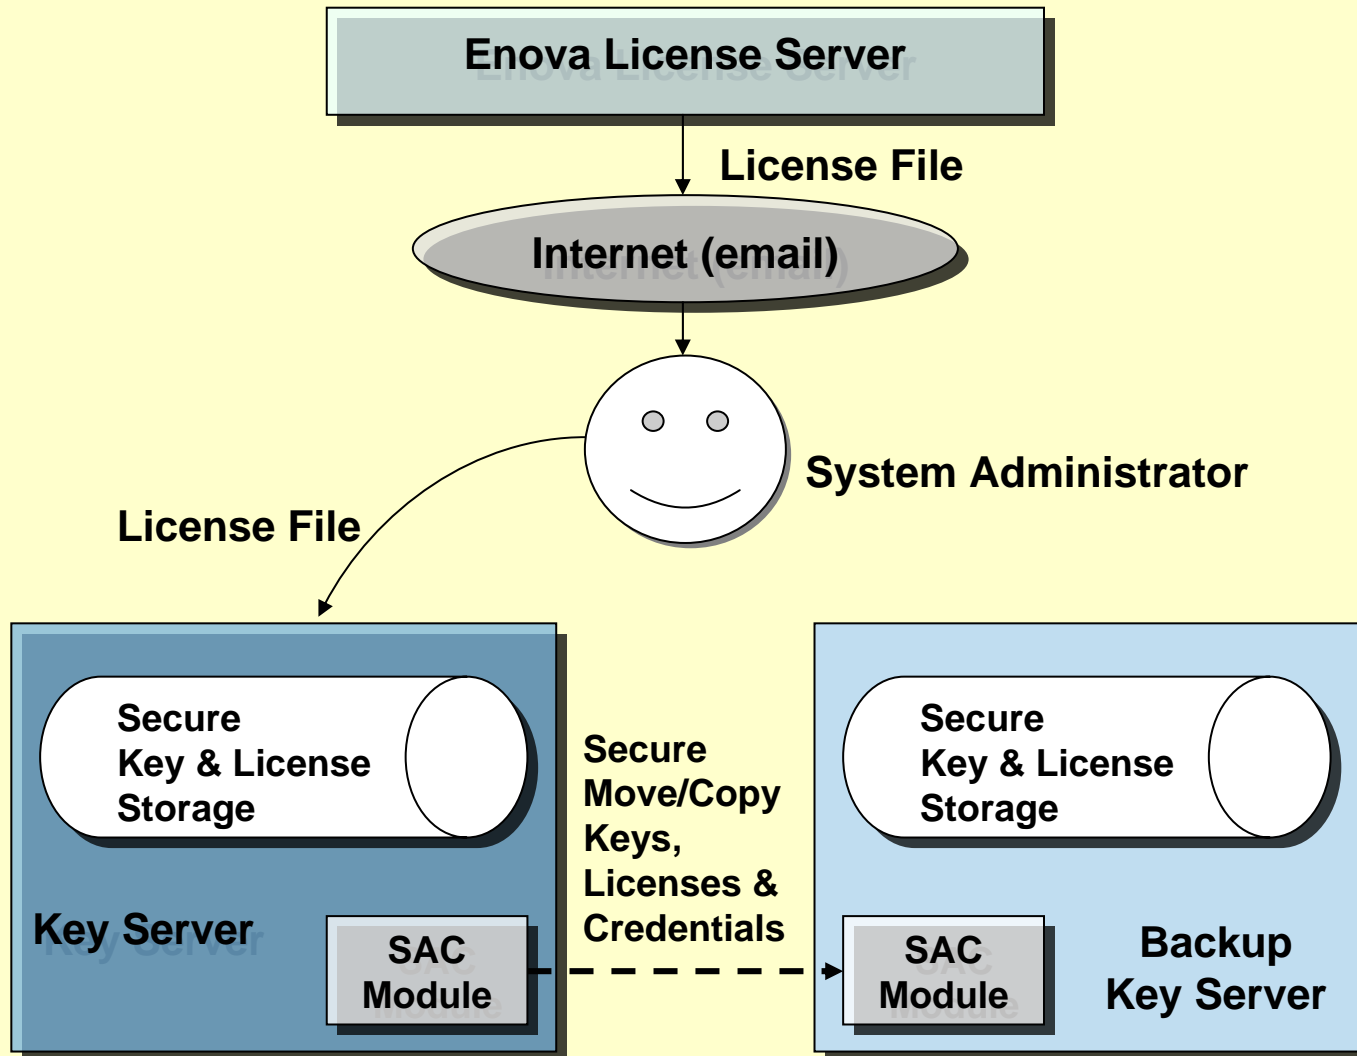 Enova License Server
License File
Internet (email)
System Administrator
License File
Secure
Key & License
Storage
Key Server
SAC
Module
Secure
Move/Copy
Keys,
Licenses &
Credentials
Secure
Key & License
Storage
SAC
Module
Backup
Key Server